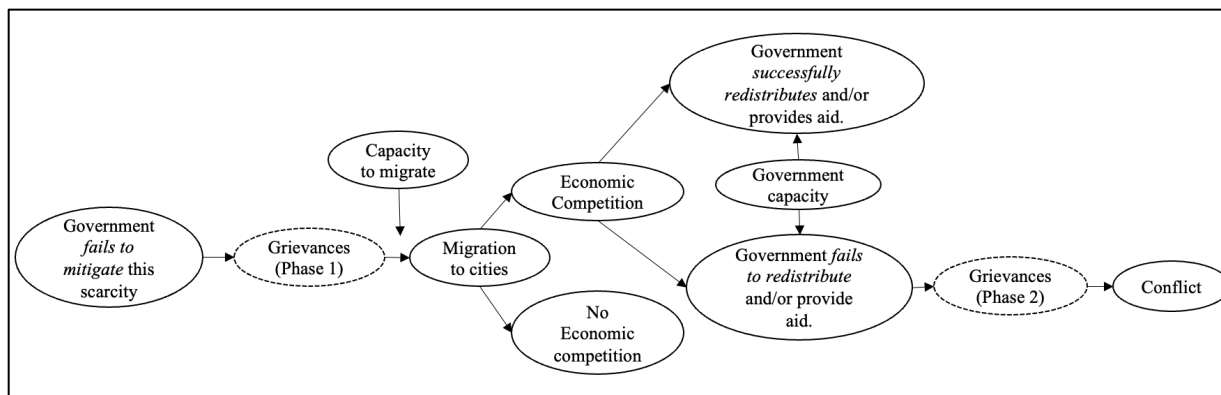 Government
fails to
mitigate this
scarcity
Grievances
(Phase 1)
Capacity
to migrate
Migration
to cities
Economic
Competition
No
Economic
competition
Government
successfully
redistributes and/or
provides aid.
Government
capacity
Government fails
to redistribute
and/or provide
aid.
Grievances
(Phase 2)
Conflict